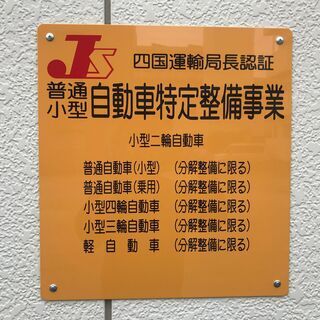 JS 四国運輸局長認証
普通
小型 自動車特定整備事業
小型二輪自動車
普通自動車(小型) (分解整備に限る)
普通自動車(乗用) (分解整備に限る)
小型四輪自動車 (分解整備に限る)
小型三輪自動車 (分解整備に限る)
軽自動車 (分解整備に限る)